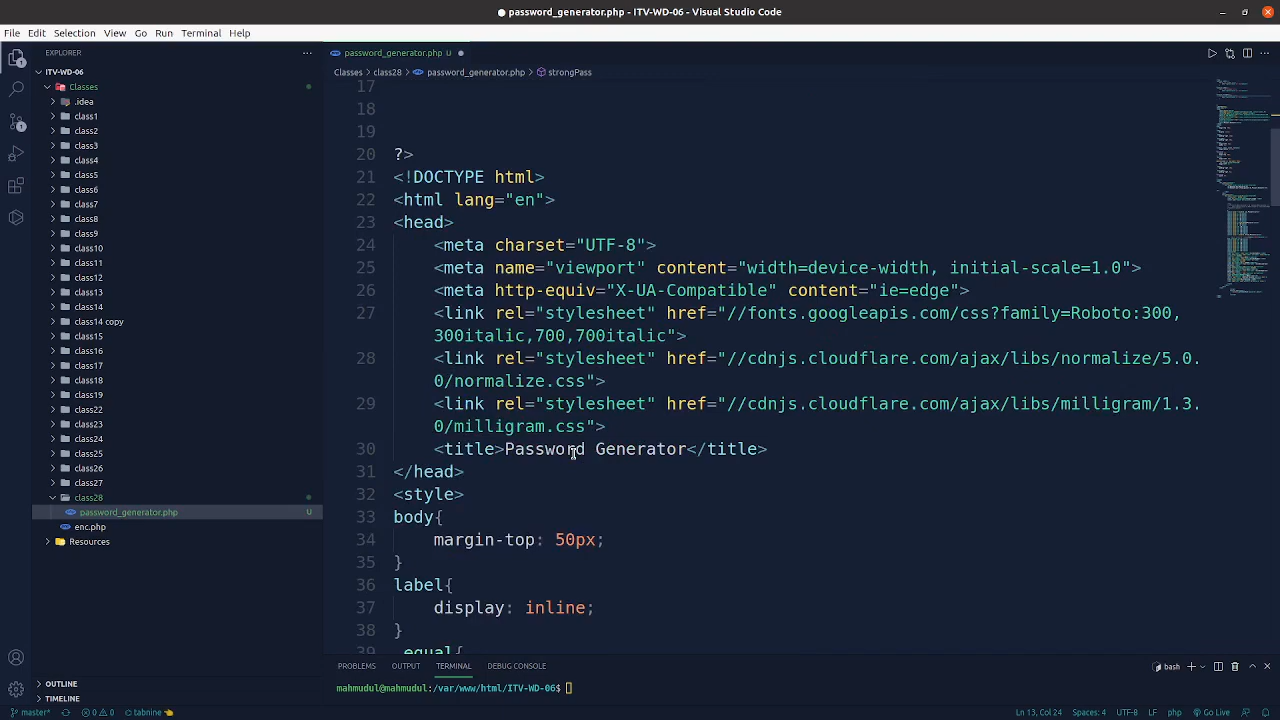 password_generator.php - ITV-WD-06 - Visual Studio Code
File Edit Selection View Go Run Terminal Help
EXPLORER
ITV-WD-06
Classes
.idea
class1
class2
class3
class4
class5
class6
class7
class8
class9
class10
class11
class12
class13
class14
class14 copy
class15
class16
class17
class18
class19
class22
class23
class24
class25
class26
class27
class28
password_generator.php U
enc.php
Resources
OUTLINE
TIMELINE
password_generator.php U
Classes > class28 > password_generator.php > strongPass
17
18
19
20 ?>
21 <!DOCTYPE html>
22 <html lang="en">
23 <head>
24 <meta charset="UTF-8">
25 <meta name="viewport" content="width=device-width, initial-scale=1.0">
26 <meta http-equiv="X-UA-Compatible" content="ie=edge">
27 <link rel="stylesheet" href="//fonts.googleapis.com/css?family=Roboto:300,
300italic,700,700italic">
28 <link rel="stylesheet" href="//cdnjs.cloudflare.com/ajax/libs/normalize/5.0.
0/normalize.css">
29 <link rel="stylesheet" href="//cdnjs.cloudflare.com/ajax/libs/milligram/1.3.
0/milligram.css">
30 <title>Password Generator</title>
31 </head>
32 <style>
33 body{
34 margin-top: 50px;
35 }
36 label{
37 display: inline;
38 }
39 .equal{
PROBLEMS OUTPUT TERMINAL DEBUG CONSOLE
bash
mahmudul@mahmudul:/var/www/html/ITV-WD-06$
master* 0 0 tabnine
Ln 13, Col 24 Spaces: 4 UTF-8 LF php Go Live